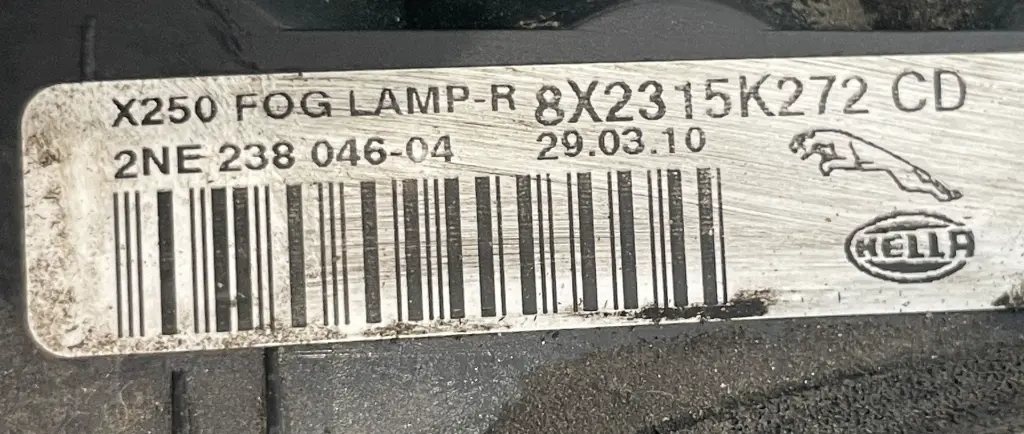 X250 FOG LAMP-R 8X2315K272 CD
2NE 238 046-04 29.03.10
HELLA